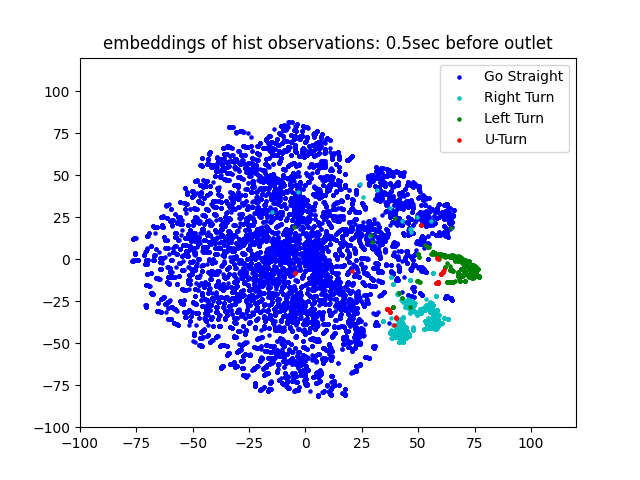 embeddings of hist observations: 0.5sec before outlet
Go Straight
Right Turn
Left Turn
U-Turn
100
75
50
25
0
−25
−50
−75
−100
−100 −75 −50 −25 0 25 50 75 100